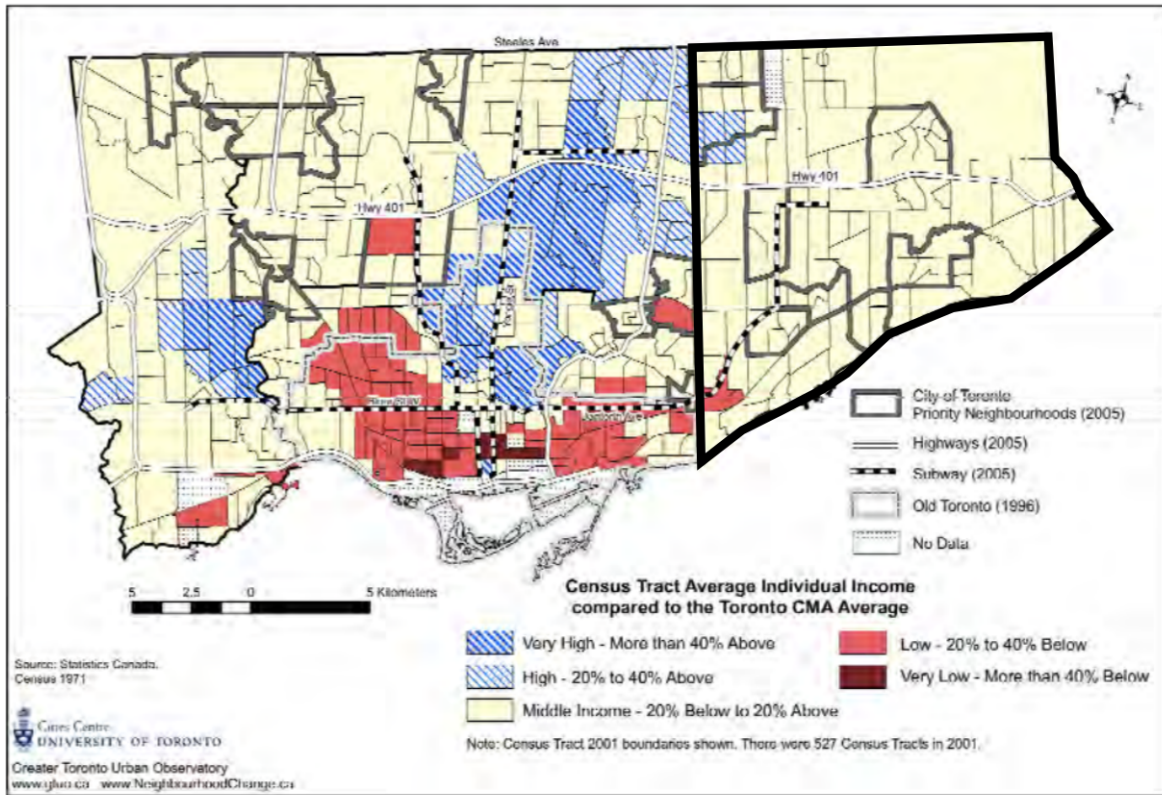 Steeles Ave
Hwy 401
Hwy 401
Yonge St
Bloor St W
Danforth Ave
City of Toronto
Priority Neighbourhoods (2005)
Highways (2005)
Subway (2005)
Old Toronto (1996)
No Data
5 2.5 0 5 Kilometers
Census Tract Average Individual Income
compared to the Toronto CMA Average
Very High - More than 40% Above
Low - 20% to 40% Below
High - 20% to 40% Above
Very Low - More than 40% Below
Middle Income - 20% Below to 20% Above
Source: Statistics Canada,
Census 1971
Note: Census Tract 2001 boundaries shown. There were 527 Census Tracts in 2001.
Cities Centre
UNIVERSITY OF TORONTO
Greater Toronto Urban Observatory
www.gtuo.ca www.NeighbourhoodChange.ca